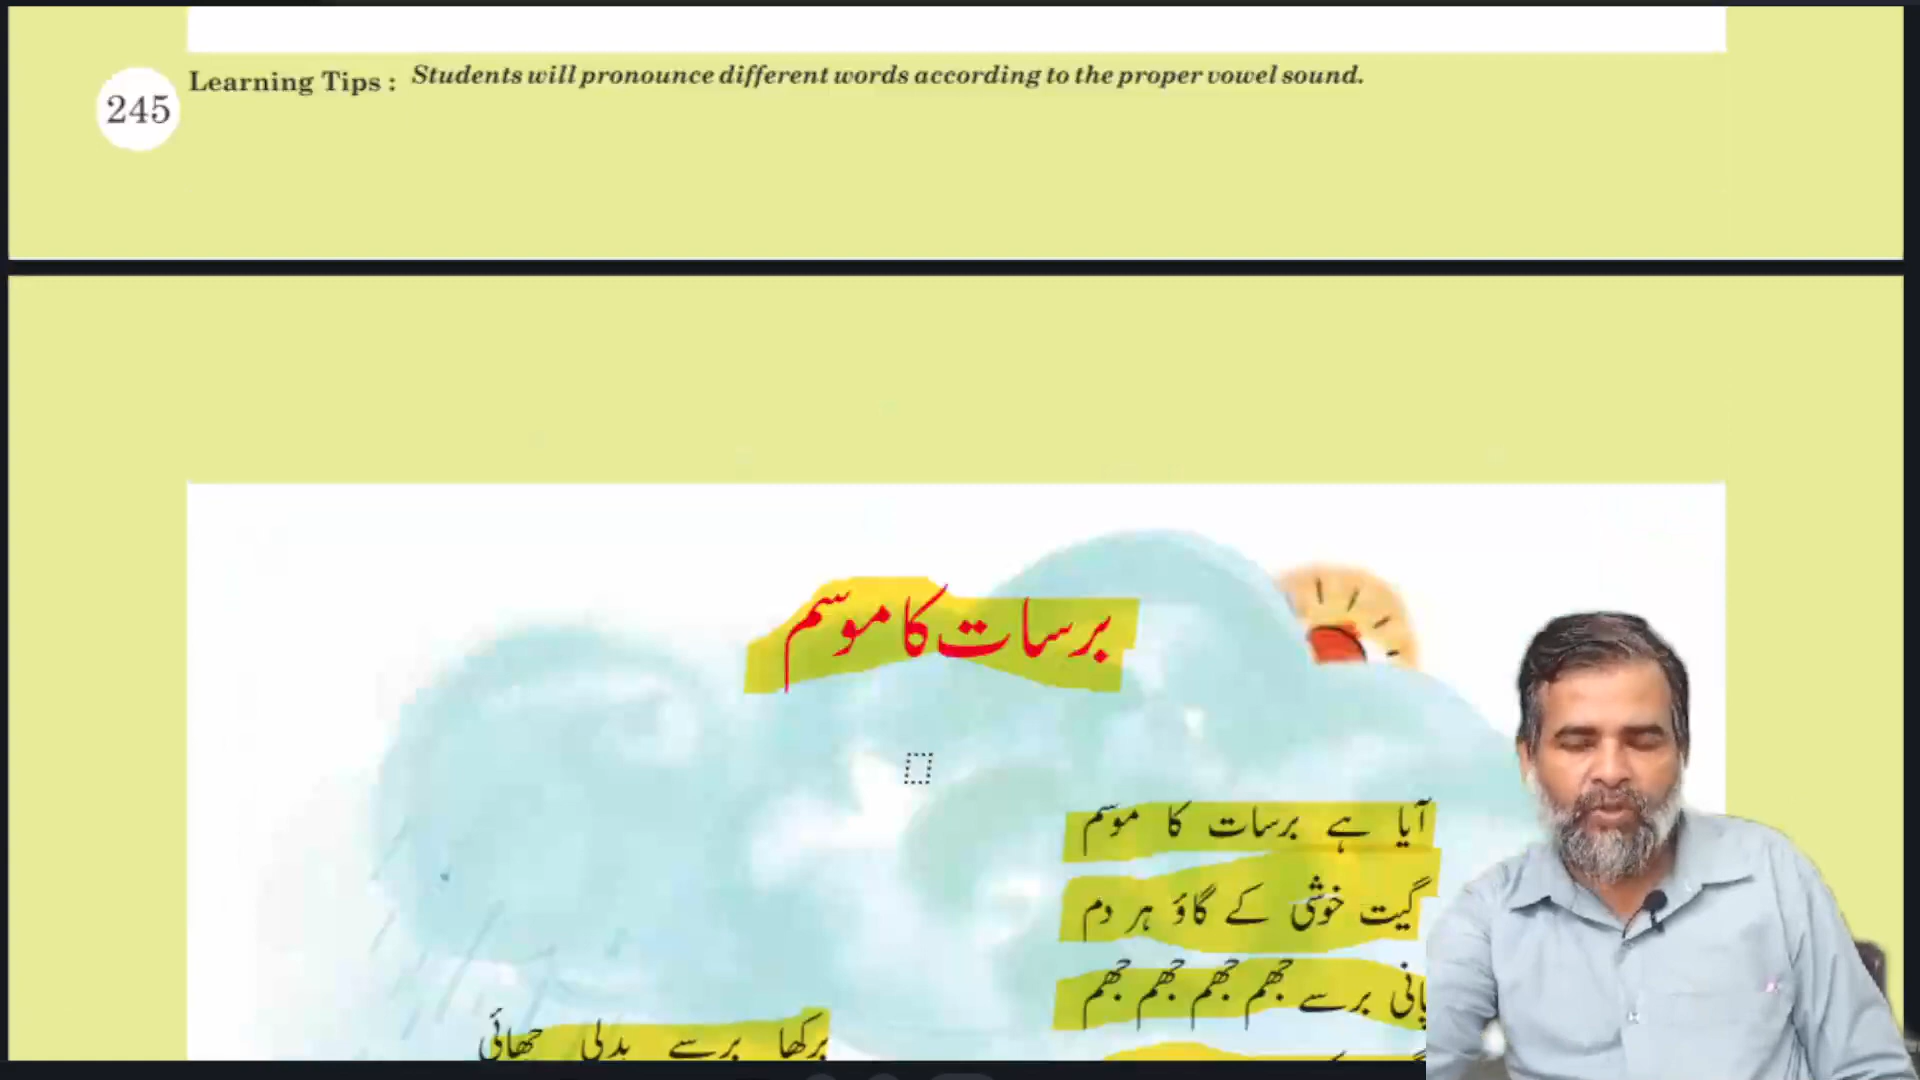 Learning Tips : Students will pronounce different words according to the proper vowel sound.
245
برسات کا موسم
آیا ہے برسات کا موسم
گیت خوشی کے گاؤ ہر دم
پانی برسے جھم جھم جھم جھم
برکھا برسے بدلی چھائی